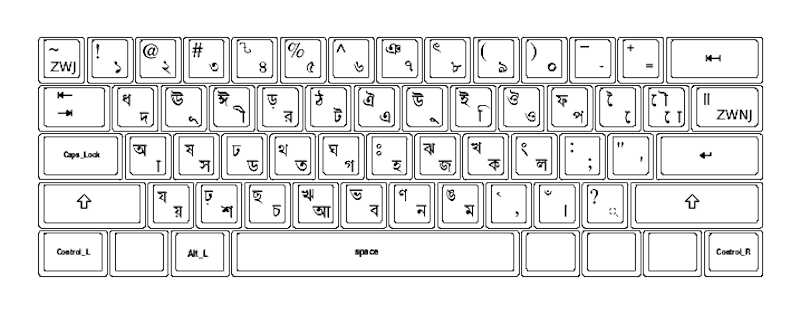 ~ ! @ # ৳ % ^ ঞ ৎ ( ) – +
ZWJ ১ ২ ৩ ৪ ৫ ৬ ৭ ৮ ৯ ০ - =
ধ ঊ ঈ ড় ঠ ঐ উ ই ঔ ফ ৈ ৌ ||
দ ূ ী র ট এ ু ি ও প ে ো ZWNJ
Caps_Lock অ ষ ঢ থ ঘ ঃ ঝ খ ং : "
া স ড ত গ হ জ ক ল ; '
য ঢ় ছ ঋ ভ ণ ঙ ঁ ?
য় শ চ আ ব ন ম , । ্
Control_L Alt_L space Control_R